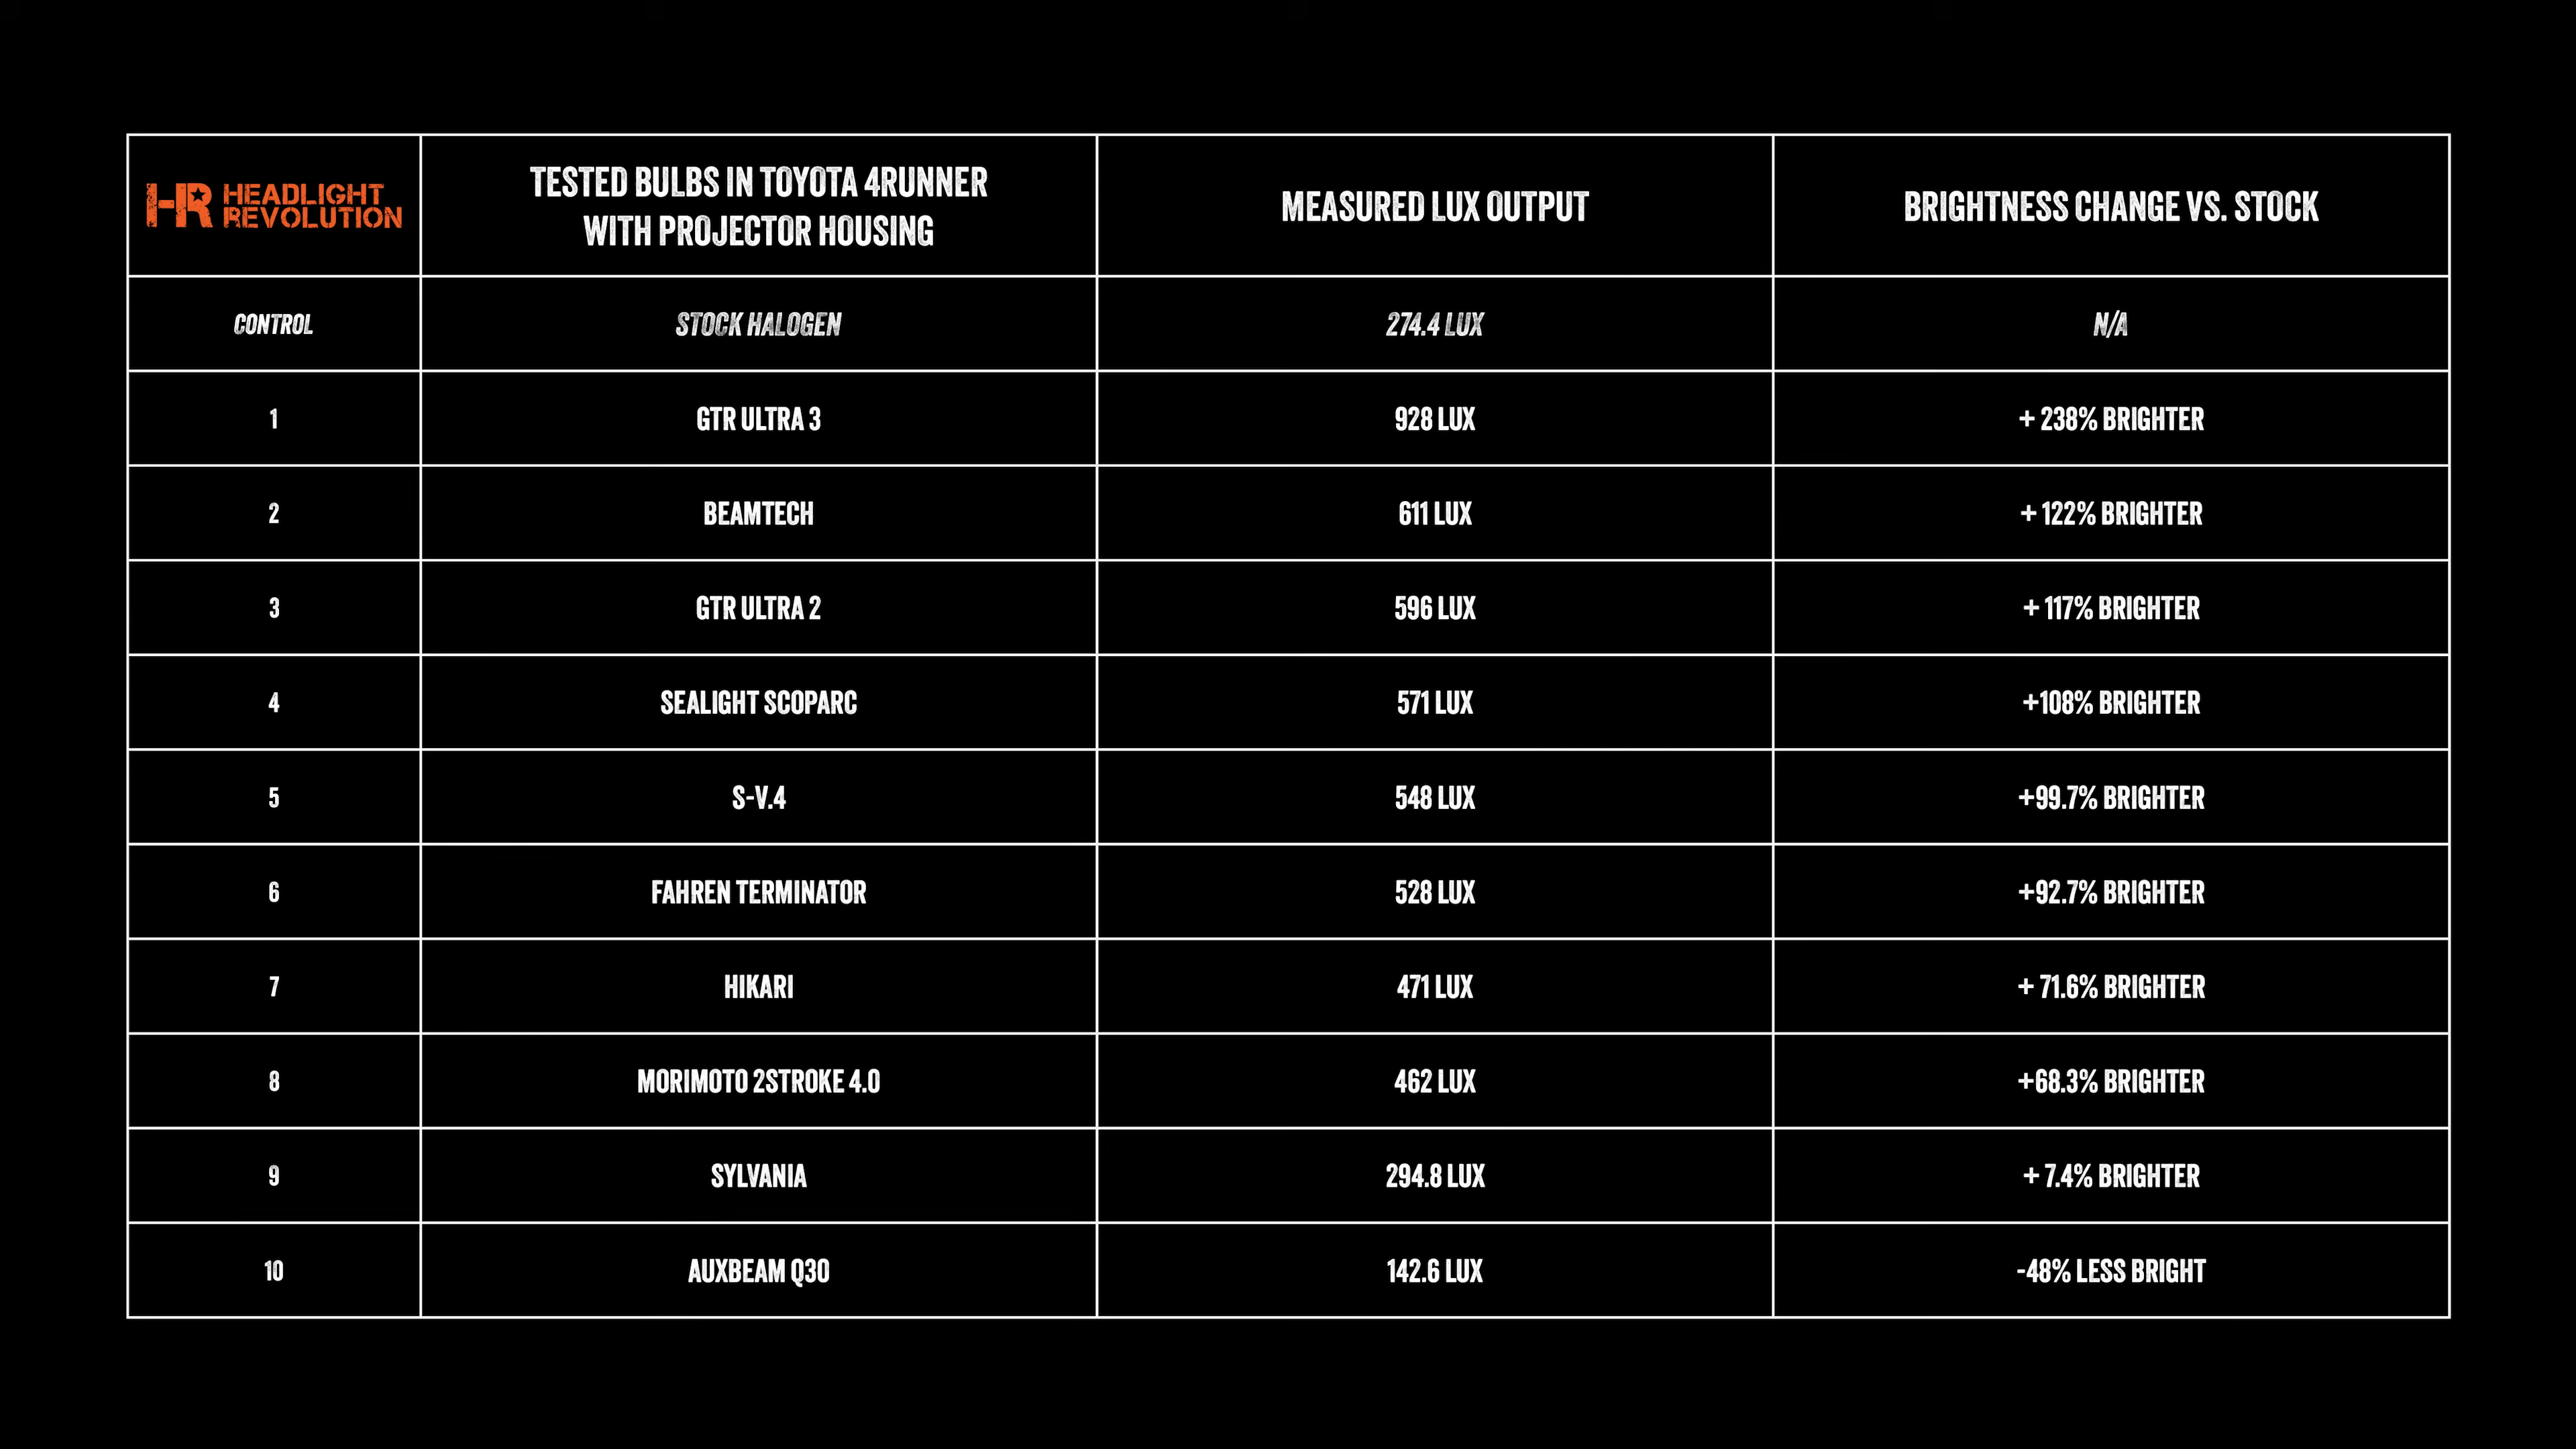 HR HEADLIGHT
REVOLUTION
TESTED BULBS IN TOYOTA 4RUNNER
WITH PROJECTOR HOUSING
MEASURED LUX OUTPUT
BRIGHTNESS CHANGE VS. STOCK
CONTROL STOCK HALOGEN 274.4 LUX N/A
1 GTR ULTRA 3 928 LUX + 238% BRIGHTER
2 BEAMTECH 611 LUX + 122% BRIGHTER
3 GTR ULTRA 2 596 LUX + 117% BRIGHTER
4 SEALIGHT SCOPARC 571 LUX +108% BRIGHTER
5 S-V.4 548 LUX +99.7% BRIGHTER
6 FAHREN TERMINATOR 528 LUX +92.7% BRIGHTER
7 HIKARI 471 LUX + 71.6% BRIGHTER
8 MORIMOTO 2STROKE 4.0 462 LUX +68.3% BRIGHTER
9 SYLVANIA 294.8 LUX + 7.4% BRIGHTER
10 AUXBEAM Q30 142.6 LUX -48% LESS BRIGHT